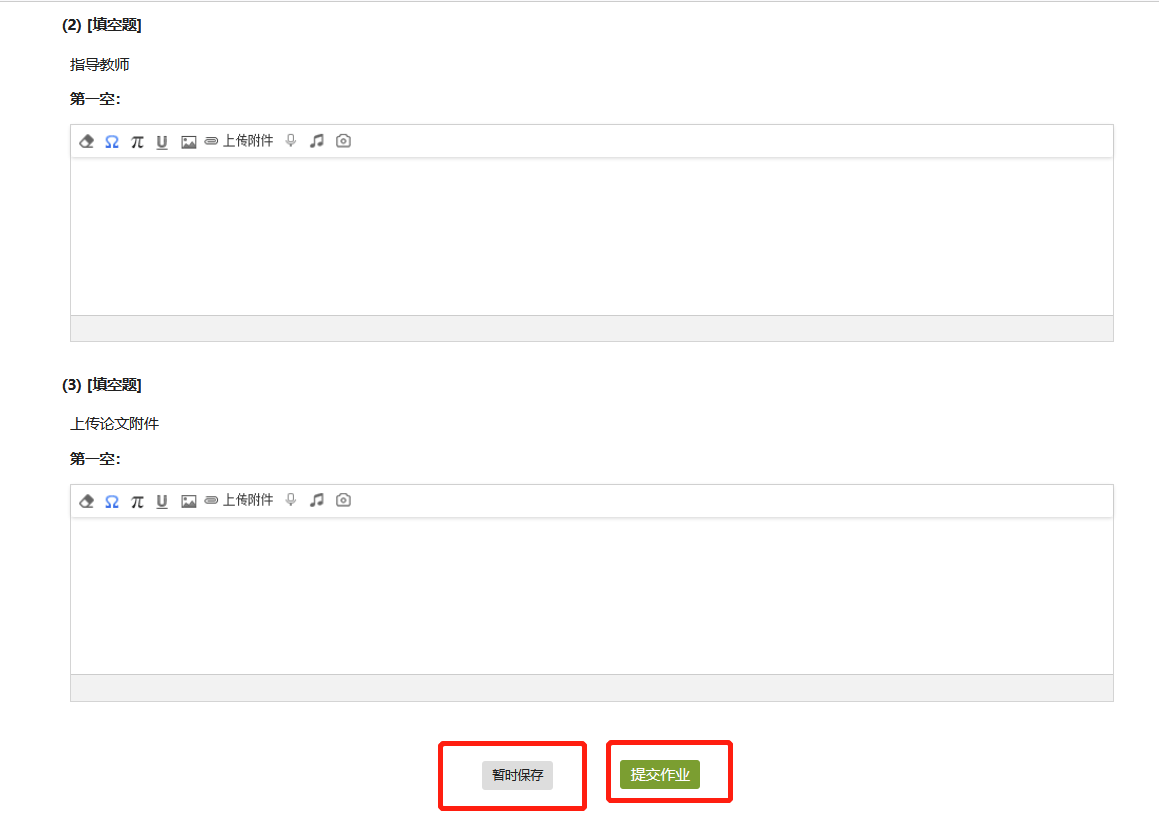 (2) [填空题]
指导教师
第一空：
Ω π U 上传附件
(3) [填空题]
上传论文附件
第一空：
Ω π U 上传附件
暂时保存 提交作业